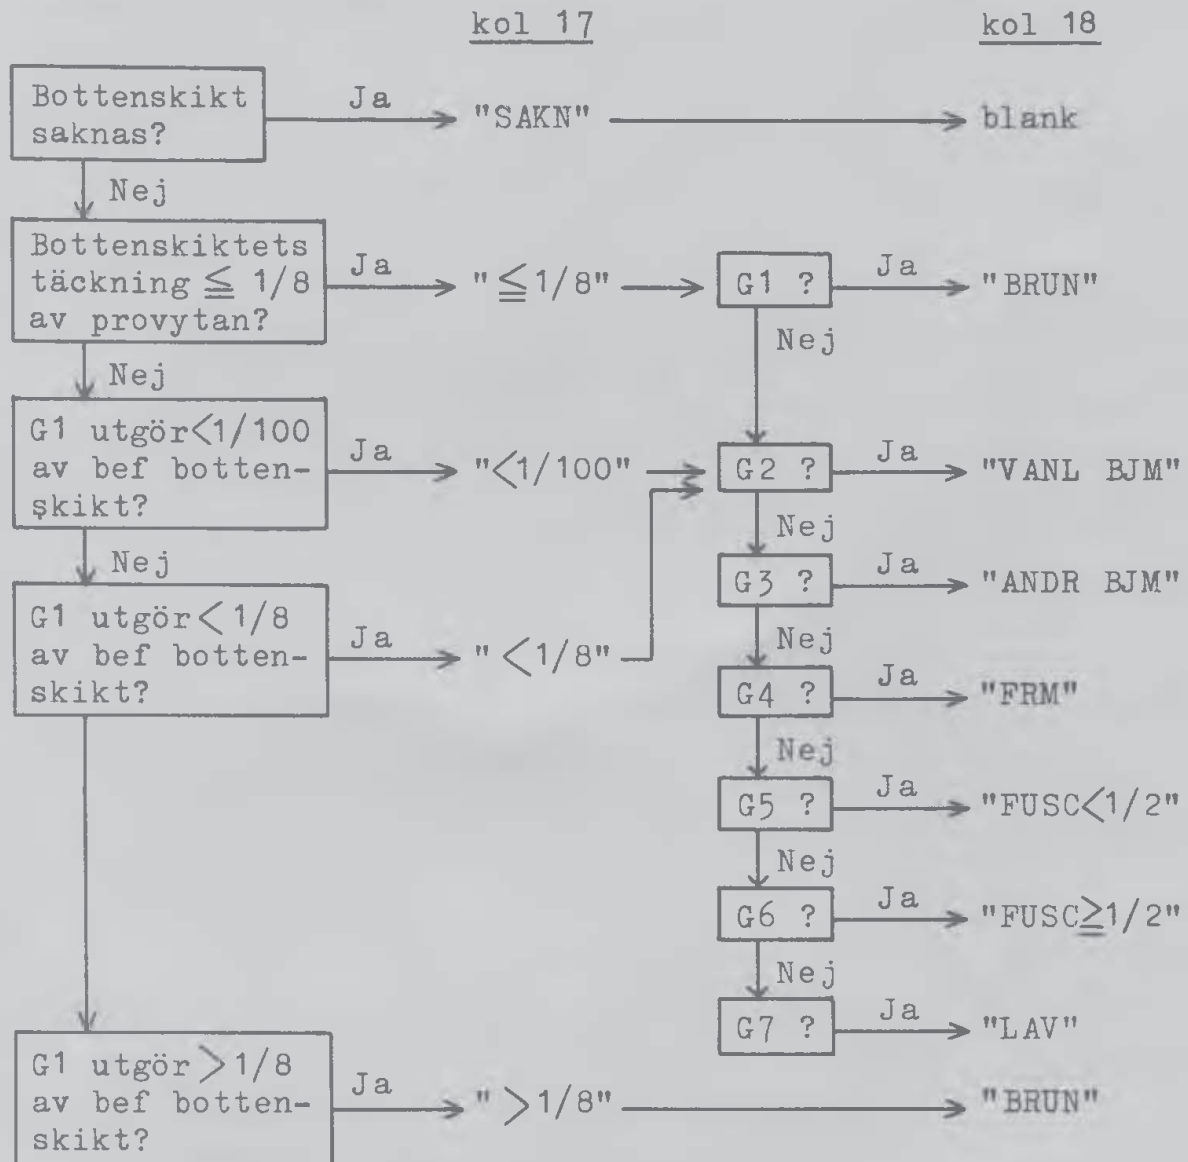 kol 17 kol 18
Bottenskikt saknas? Ja "SAKN" blank
Nej
Bottenskiktets
täckning ≦ 1/8 Ja "≦1/8" G1 ? Ja "BRUN"
av provytan?
Nej Nej
G1 utgör<1/100
av bef botten- Ja "<1/100" G2 ? Ja "VANL BJM"
skikt?
Nej Nej
G3 ? Ja "ANDR BJM"
G1 utgör<1/8
av bef botten- Ja "<1/8" Nej
skikt?
G4 ? Ja "FRM"
Nej
G5 ? Ja "FUSC<1/2"
Nej
G6 ? Ja "FUSC≧1/2"
Nej
G7 ? Ja "LAV"
G1 utgör>1/8
av bef botten- Ja ">1/8" "BRUN"
skikt?